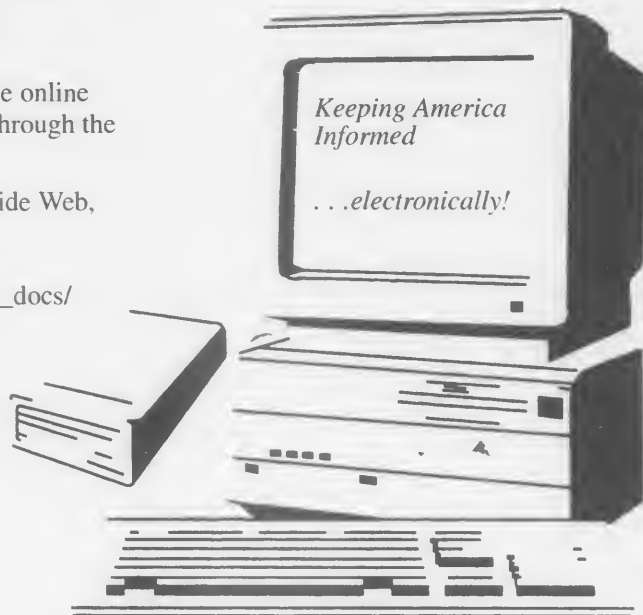 e online
hrough the
ide Web,
_docs/
Keeping America
Informed
. . .electronically!